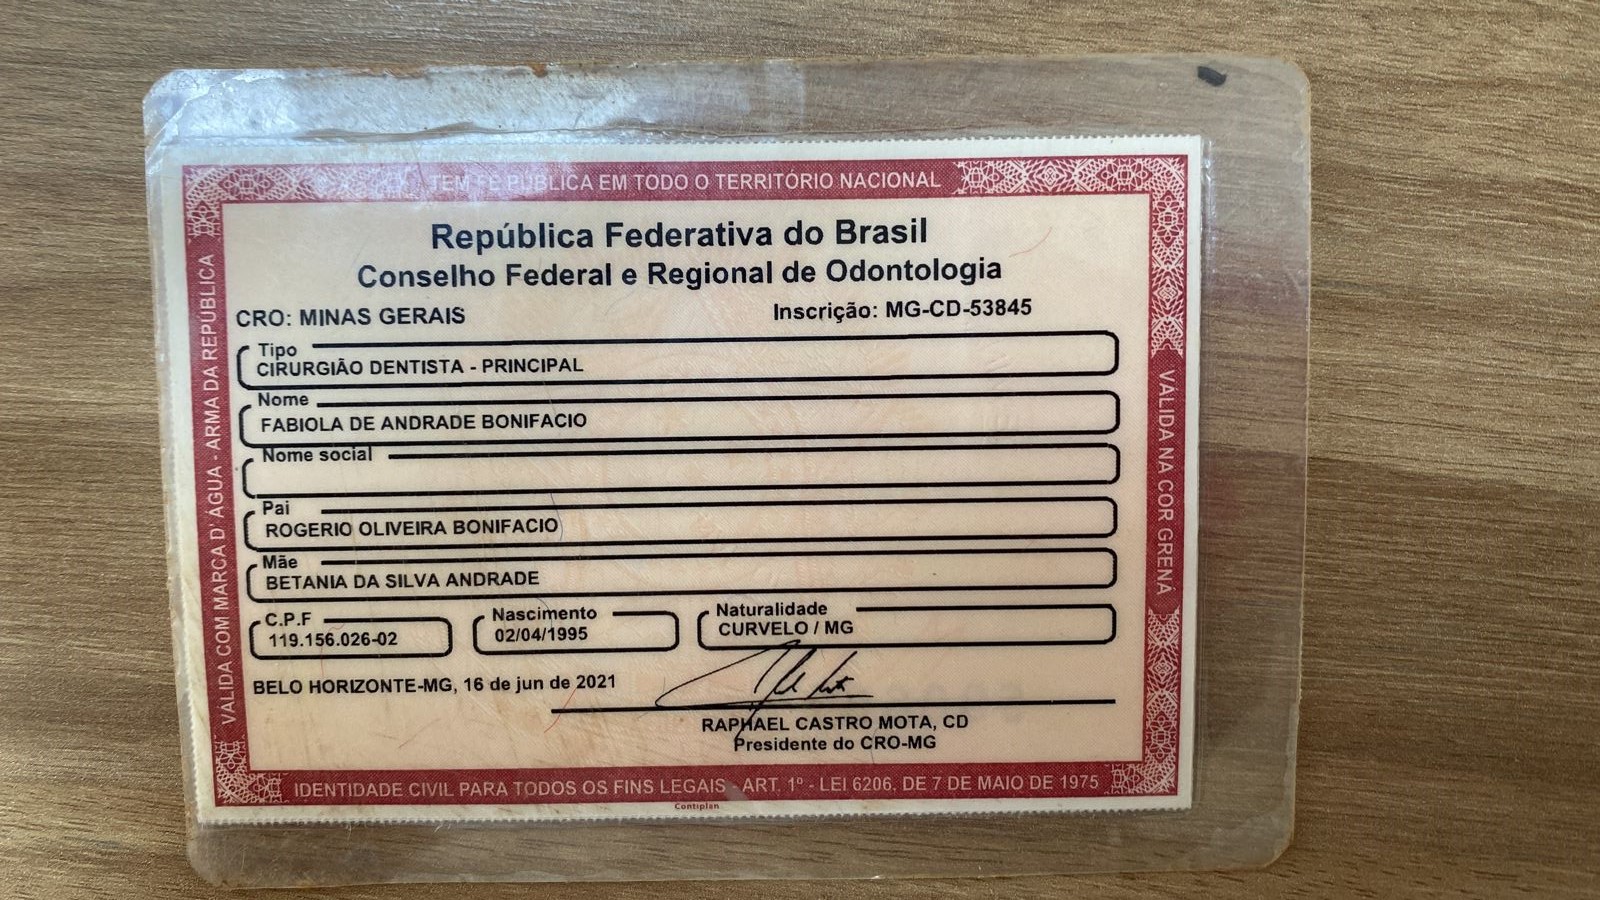 TEM FÉ PÚBLICA EM TODO O TERRITÓRIO NACIONAL
VÁLIDA COM MARCA D'ÁGUA - ARMA DA REPÚBLICA
República Federativa do Brasil
Conselho Federal e Regional de Odontologia
CRO: MINAS GERAIS Inscrição: MG-CD-53845
Tipo
CIRURGIÃO DENTISTA - PRINCIPAL
Nome
FABIOLA DE ANDRADE BONIFACIO
Nome social
Pai
ROGERIO OLIVEIRA BONIFACIO
Mãe
BETANIA DA SILVA ANDRADE
C.P.F Nascimento Naturalidade
119.156.026-02 02/04/1995 CURVELO / MG
BELO HORIZONTE-MG, 16 de jun de 2021
RAPHAEL CASTRO MOTA, CD
Presidente do CRO-MG
VÁLIDA NA COR GRENÁ
IDENTIDADE CIVIL PARA TODOS OS FINS LEGAIS - ART. 1º - LEI 6206, DE 7 DE MAIO DE 1975
Contiplan